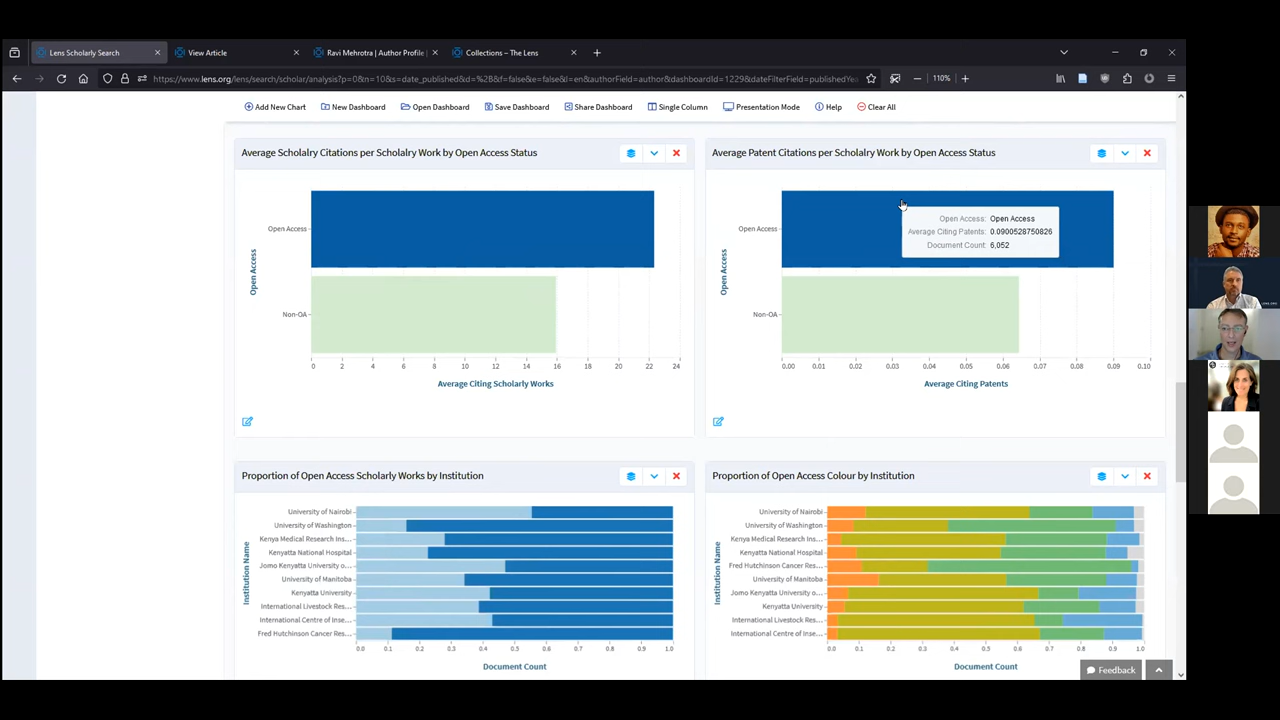 Lens Scholarly Search
View Article
Ravi Mehrotra | Author Profile
Collections – The Lens
https://www.lens.org/lens/search/scholar/analysis?p=0&n=10&s=date_published&d=%2B&f=false&e=false&l=en&authorField=author&dashboardId=1229&dateFilterField=publishedYea
110%
Add New Chart
New Dashboard
Open Dashboard
Save Dashboard
Share Dashboard
Single Column
Presentation Mode
Help
Clear All
Average Scholalry Citations per Scholalry Work by Open Access Status
Open Access
Open Access
Non-OA
0 2 4 6 8 10 12 14 16 18 20 22 24
Average Citing Scholarly Works
Average Patent Citations per Scholalry Work by Open Access Status
Open Access
Open Access
Non-OA
Open Access: Open Access
Average Citing Patents: 0.0900528750826
Document Count: 6,052
0.00 0.01 0.02 0.03 0.04 0.05 0.06 0.07 0.08 0.09 0.10
Average Citing Patents
Proportion of Open Access Scholarly Works by Institution
Institution Name
University of Nairobi
University of Washington
Kenya Medical Research Ins...
Kenyatta National Hospital
Jomo Kenyatta University o...
University of Manitoba
Kenyatta University
International Livestock Res...
International Centre of Inse...
Fred Hutchinson Cancer Res...
0.0 0.1 0.2 0.3 0.4 0.5 0.6 0.7 0.8 0.9 1.0
Document Count
Proportion of Open Access Colour by Institution
Institution Name
University of Nairobi
University of Washington
Kenya Medical Research Ins...
Kenyatta National Hospital
Fred Hutchinson Cancer Res...
University of Manitoba
Jomo Kenyatta University o...
Kenyatta University
International Livestock Res...
International Centre of Inse...
0.0 0.1 0.2 0.3 0.4 0.5 0.6 0.7 0.8 0.9 1.0
Document Count
Feedback